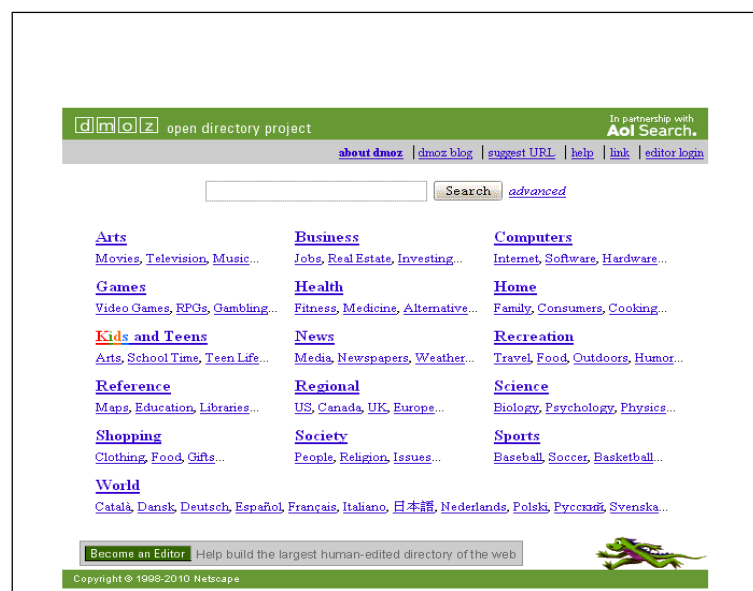 dmoz open directory project
In partnership with
Aol Search.
about dmoz | dmoz blog | suggest URL | help | link | editor login
Search advanced
Arts Business Computers
Movies, Television, Music... Jobs, Real Estate, Investing... Internet, Software, Hardware...
Games Health Home
Video Games, RPGs, Gambling... Fitness, Medicine, Alternative... Family, Consumers, Cooking...
Kids and Teens News Recreation
Arts, School Time, Teen Life... Media, Newspapers, Weather... Travel, Food, Outdoors, Humor...
Reference Regional Science
Maps, Education, Libraries... US, Canada, UK, Europe... Biology, Psychology, Physics...
Shopping Society Sports
Clothing, Food, Gifts... People, Religion, Issues... Baseball, Soccer, Basketball...
World
Català, Dansk, Deutsch, Español, Français, Italiano, 日本語, Nederlands, Polski, Русский, Svenska...
Become an Editor Help build the largest human-edited directory of the web
Copyright © 1998-2010 Netscape